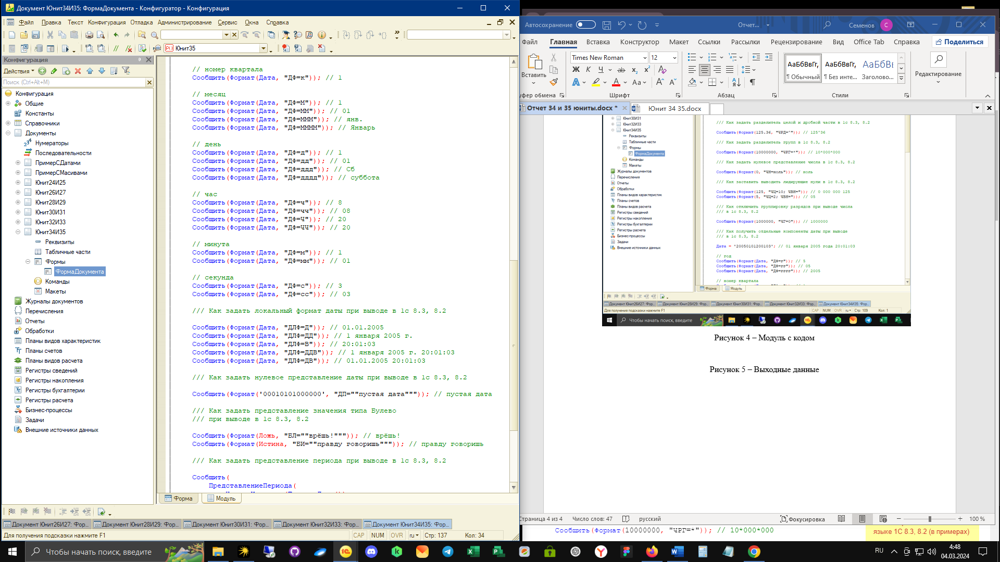 Документ Юнит34И35: ФормаДокумента - Конфигуратор - Конфигурация
Файл Правка Текст Конфигурация Отладка Администрирование Сервис Окна Справка
Юнит35
Конфигурация
Действия
Поиск (Ctrl+Alt+M)
Конфигурация
Общие
Константы
Справочники
Документы
Нумераторы
Последовательности
ПримерСДатами
ПримерСМасивами
Юнит24И25
Юнит26И27
Юнит28И29
Юнит30И31
Юнит32И33
Юнит34И35
Реквизиты
Табличные части
Формы
ФормаДокумента
Команды
Макеты
Журналы документов
Перечисления
Отчеты
Обработки
Планы видов характеристик
Планы счетов
Планы видов расчета
Регистры сведений
Регистры накопления
Регистры бухгалтерии
Регистры расчета
Бизнес-процессы
Задачи
Внешние источники данных
// номер квартала
Сообщить(Формат(Дата, "ДФ=к")); // 1
// месяц
Сообщить(Формат(Дата, "ДФ=М")); // 1
Сообщить(Формат(Дата, "ДФ=ММ")); // 01
Сообщить(Формат(Дата, "ДФ=МММ")); // янв.
Сообщить(Формат(Дата, "ДФ=ММММ")); // Январь
// день
Сообщить(Формат(Дата, "ДФ=д")); // 1
Сообщить(Формат(Дата, "ДФ=дд")); // 01
Сообщить(Формат(Дата, "ДФ=ддд")); // Сб
Сообщить(Формат(Дата, "ДФ=дддд")); // суббота
// час
Сообщить(Формат(Дата, "ДФ=ч")); // 8
Сообщить(Формат(Дата, "ДФ=чч")); // 08
Сообщить(Формат(Дата, "ДФ=Ч")); // 20
Сообщить(Формат(Дата, "ДФ=ЧЧ")); // 20
// минута
Сообщить(Формат(Дата, "ДФ=м")); // 1
Сообщить(Формат(Дата, "ДФ=мм")); // 01
// секунда
Сообщить(Формат(Дата, "ДФ=с")); // 3
Сообщить(Формат(Дата, "ДФ=сс")); // 03
/// Как задать локальный формат даты при выводе в 1с 8.3, 8.2
Сообщить(Формат(Дата, "ДЛФ=Д")); // 01.01.2005
Сообщить(Формат(Дата, "ДЛФ=ДД")); // 1 января 2005 г.
Сообщить(Формат(Дата, "ДЛФ=В")); // 20:01:03
Сообщить(Формат(Дата, "ДЛФ=ДДВ")); // 1 января 2005 г. 20:01:03
Сообщить(Формат(Дата, "ДЛФ=ДВ")); // 01.01.2005 20:01:03
/// Как задать нулевое представление даты при выводе в 1с 8.3, 8.2
Сообщить(Формат('00010101000000', "ДП=""пустая дата""")); // пустая дата
/// Как задать представление значения типа Булево
/// при выводе в 1с 8.3, 8.2
Сообщить(Формат(Ложь, "БЛ=""врёшь!""")); // врёшь!
Сообщить(Формат(Истина, "БИ=""правду говоришь""")); // правду говоришь
/// Как задать представление периода при выводе в 1с 8.3, 8.2
Сообщить(
ПредставлениеПериода(
Форма Модуль
Документ Юнит26И27: Фор... Документ Юнит28И29: Фор... Документ Юнит30И31: Фор... Документ Юнит32И33: Фор... Документ Юнит34И35: Фор...
Для получения подсказки нажмите F1 CAP NUM OVR ru Стр: 137 Кол: 34
Автосохранение Отчет... Семенов С
Файл Главная Вставка Конструктор Макет Ссылки Рассылки Рецензирование Вид Office Tab Справка Поделиться
Вставить
Times New Roman 12
АаБбВвГг, АаБбВвГг, АаБбВ
¶ Обычный ¶ Без инте... Заголово...
Редактирование
уфер обмена Шрифт Абзац Стили
Отчет 34 и 35 юниты.docx * Юнит 34 35.docx
Юнит30И31
Юнит32И33
Юнит34И35
Реквизиты
Табличные части
Формы
ФормаДокумента
Команды
Макеты
Журналы документов
Перечисления
Отчеты
Обработки
Планы видов характеристик
Планы счетов
Планы видов расчета
Регистры сведений
Регистры накопления
Регистры бухгалтерии
Регистры расчета
Бизнес-процессы
Задачи
Внешние источники данных
/// Как задать разделитель целой и дробной части в 1с 8.3, 8.2
Сообщить(Формат(125.36, "ЧРД=^")); // 125^36
/// Как задать разделитель групп в 1с 8.3, 8.2
Сообщить(Формат(10000000, "ЧРГ=*")); // 10*000*000
/// Как задать нулевое представление числа в 1с 8.3, 8.2
Сообщить(Формат(0, "ЧН=ноль")); // ноль
/// Как заставить выводить лидирующие нули в 1с 8.3, 8.2
Сообщить(Формат(125, "ЧЦ=10; ЧВН=")); // 0 000 000 125
Сообщить(Формат(5, "ЧЦ=2; ЧВН=")); // 05
/// Как отключить группировку разрядов при выводе числа
/// в 1с 8.3, 8.2
Сообщить(Формат(1000000, "ЧГ=0")); // 1000000
/// Как получить отдельные компоненты даты при выводе
/// в 1с 8.3, 8.2
Дата = '20050101200103'; // 01 января 2005 года 20:01:03
// год
Сообщить(Формат(Дата, "ДФ=г")); // 5
Сообщить(Формат(Дата, "ДФ=гг")); // 05
Сообщить(Формат(Дата, "ДФ=гггг")); // 2005
// номер квартала
Форма Модуль
Документ Юнит26И27: Фор... Документ Юнит28И29: Фор... Документ Юнит30И31: Фор... Документ Юнит32И33: Фор... Документ Юнит34И35: Фор...
Для получения подсказки нажмите F1 CAP NUM OVR ru Стр: 109 Кол: 1
Чтобы начать поиск, введите
Рисунок 4 – Модуль с кодом
Рисунок 5 – Выходные данные
Страница 4 из 4 Число слов: 47 русский Фокусировка 100 %
Сообщить(Формат(10000000, "ЧРГ=*")); // 10*000*000
языке 1С 8.3, 8.2 (в примерах)
Чтобы начать поиск, введите
RU 4:48
04.03.2024